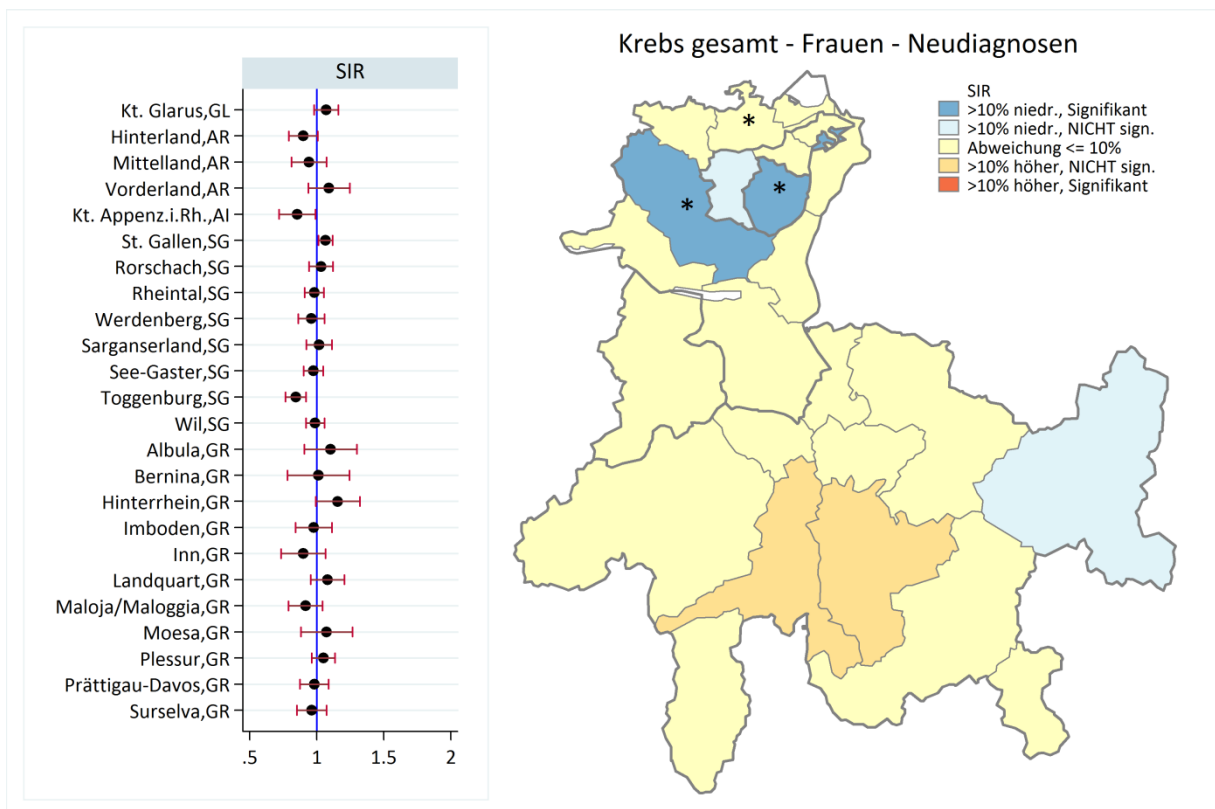 Krebs gesamt - Frauen - Neudiagnosen
SIR
Kt. Glarus,GL
Hinterland,AR
Mittelland,AR
Vorderland,AR
Kt. Appenz.i.Rh.,AI
St. Gallen,SG
Rorschach,SG
Rheintal,SG
Werdenberg,SG
Sarganserland,SG
See-Gaster,SG
Toggenburg,SG
Wil,SG
Albula,GR
Bernina,GR
Hinterrhein,GR
Imboden,GR
Inn,GR
Landquart,GR
Maloja/Maloggia,GR
Moesa,GR
Plessur,GR
Prättigau-Davos,GR
Surselva,GR
.5 1 1.5 2
SIR
>10% niedr., Signifikant
>10% niedr., NICHT sign.
Abweichung <= 10%
>10% höher, NICHT sign.
>10% höher, Signifikant
*
*
*